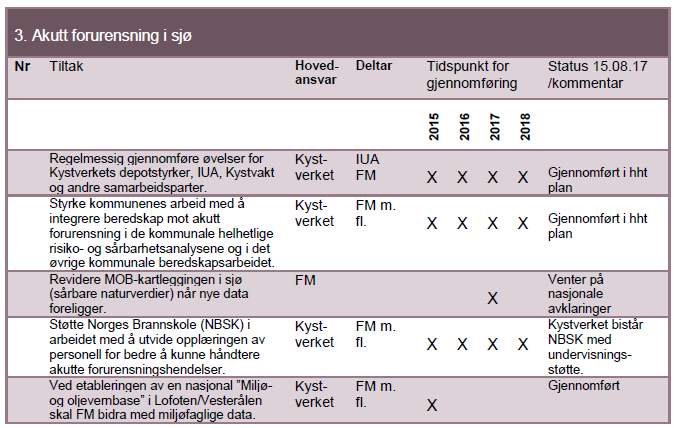 3. Akutt forurensning i sjø
Nr Tiltak Hoved-ansvar Deltar Tidspunkt for gjennomføring Status 15.08.17 /kommentar
2015 2016 2017 2018
Regelmessig gjennomføre øvelser for
Kystverkets depotstyrker, IUA, Kystvakt
og andre samarbeidsparter.
Kyst-
verket
IUA
FM
X X X X
Gjennomført i hht
plan
Styrke kommunenes arbeid med å
integrere beredskap mot akutt
forurensning i de kommunale helhetlige
risiko- og sårbarhetsanalysene og i det
øvrige kommunale beredskapsarbeidet.
Kyst-
verket
FM m.
fl.
X X X X
Gjennomført i hht
plan
Revidere MOB-kartleggingen i sjø
(sårbare naturverdier) når nye data
foreligger.
FM
X
Venter på
nasjonale
avklaringer
Støtte Norges Brannskole (NBSK) i
arbeidet med å utvide opplæringen av
personell for bedre å kunne håndtere
akutte forurensningshendelser.
Kyst-
verket
FM m.
fl.
X X X X
Kystverket bistår
NBSK med
undervisnings-
støtte.
Ved etableringen av en nasjonal ”Miljø-
og oljevernbase” i Lofoten/Vesterålen
skal FM bidra med miljøfaglige data.
Kyst-
verket
FM m.
fl.
X
Gjennomført